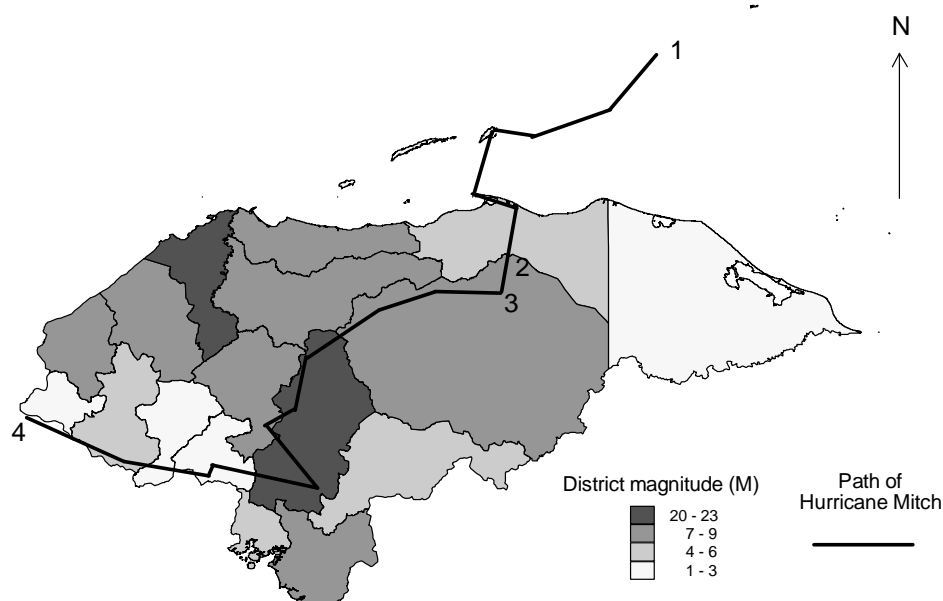 1
N
2
3
4
District magnitude (M)
20 - 23
7 - 9
4 - 6
1 - 3
Path of
Hurricane Mitch